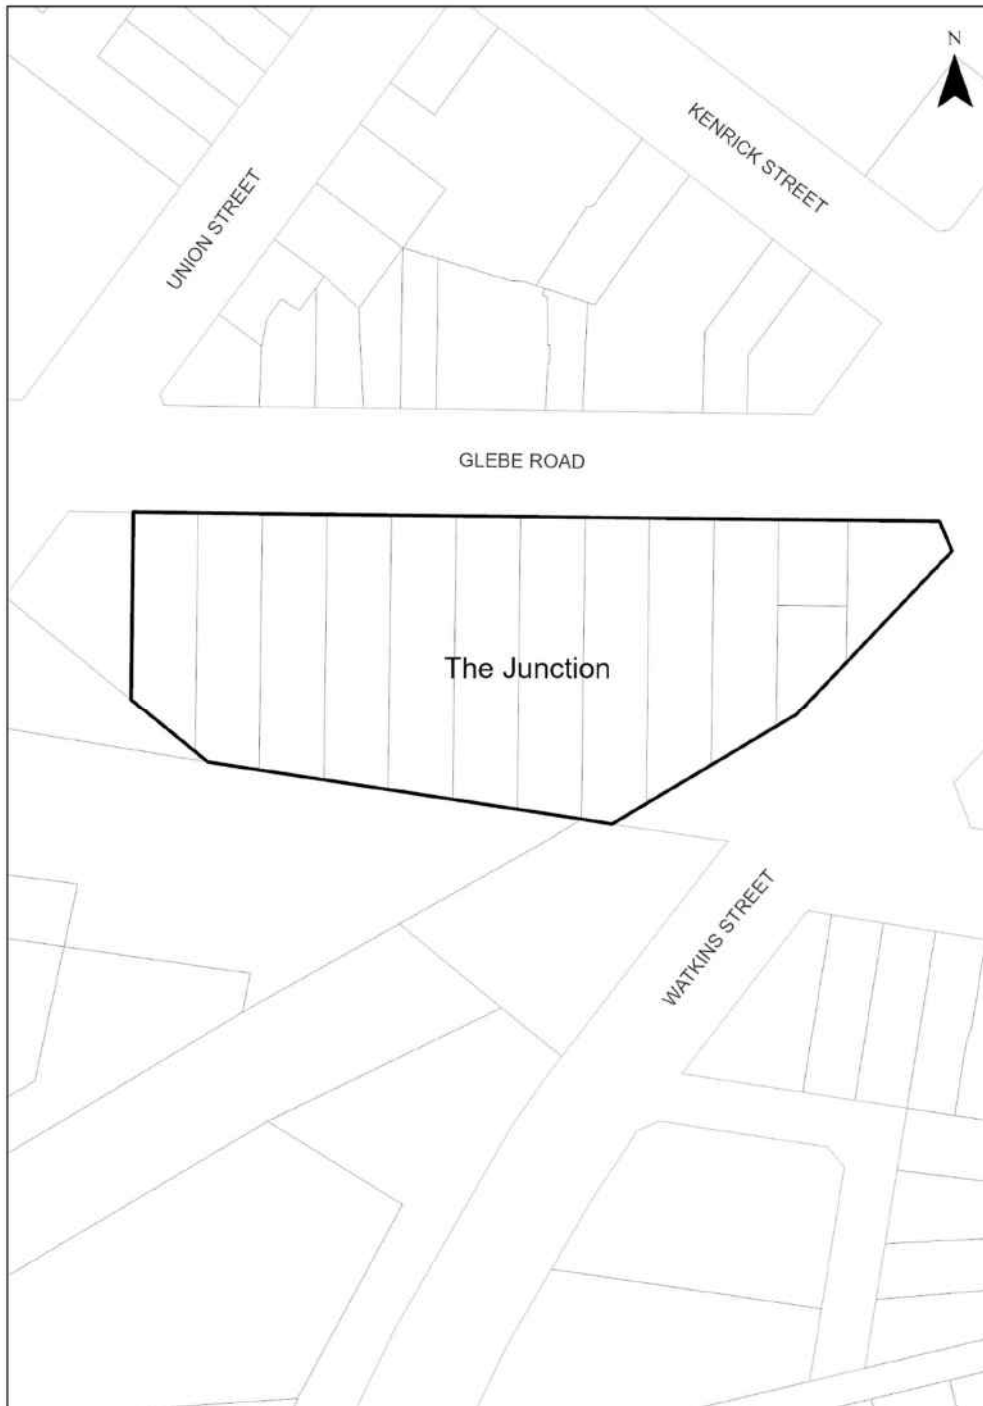 N
KENRICK STREET
UNION STREET
GLEBE ROAD
The Junction
WATKINS STREET